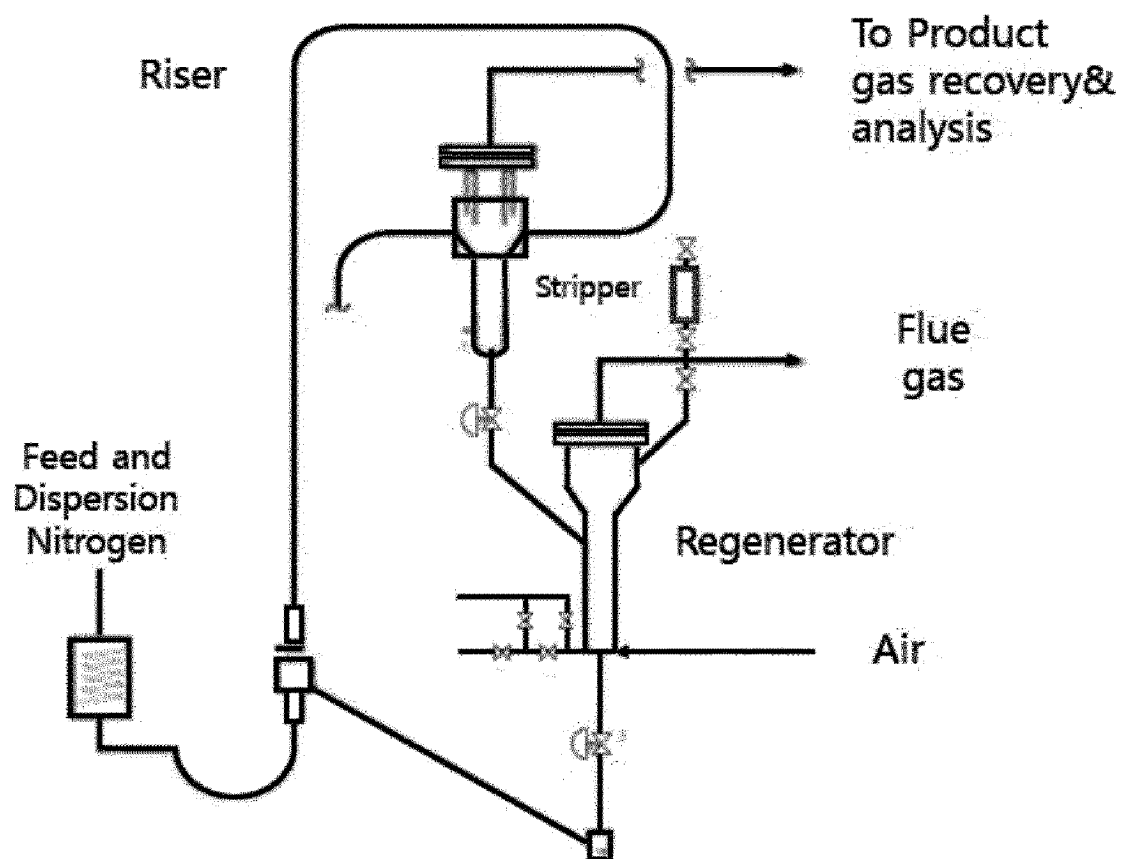 Riser
To Product
gas recovery&
analysis
Stripper
Flue
gas
Feed and
Dispersion
Nitrogen
Regenerator
Air